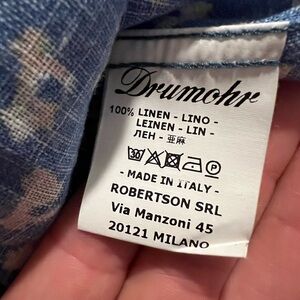 Drumohr
100% LINEN - LINO -
LEINEN - LIN -
ЛЕН - 亜麻
30 P
- MADE IN ITALY -
ROBERTSON SRL
Via Manzoni 45
20121 MILANO